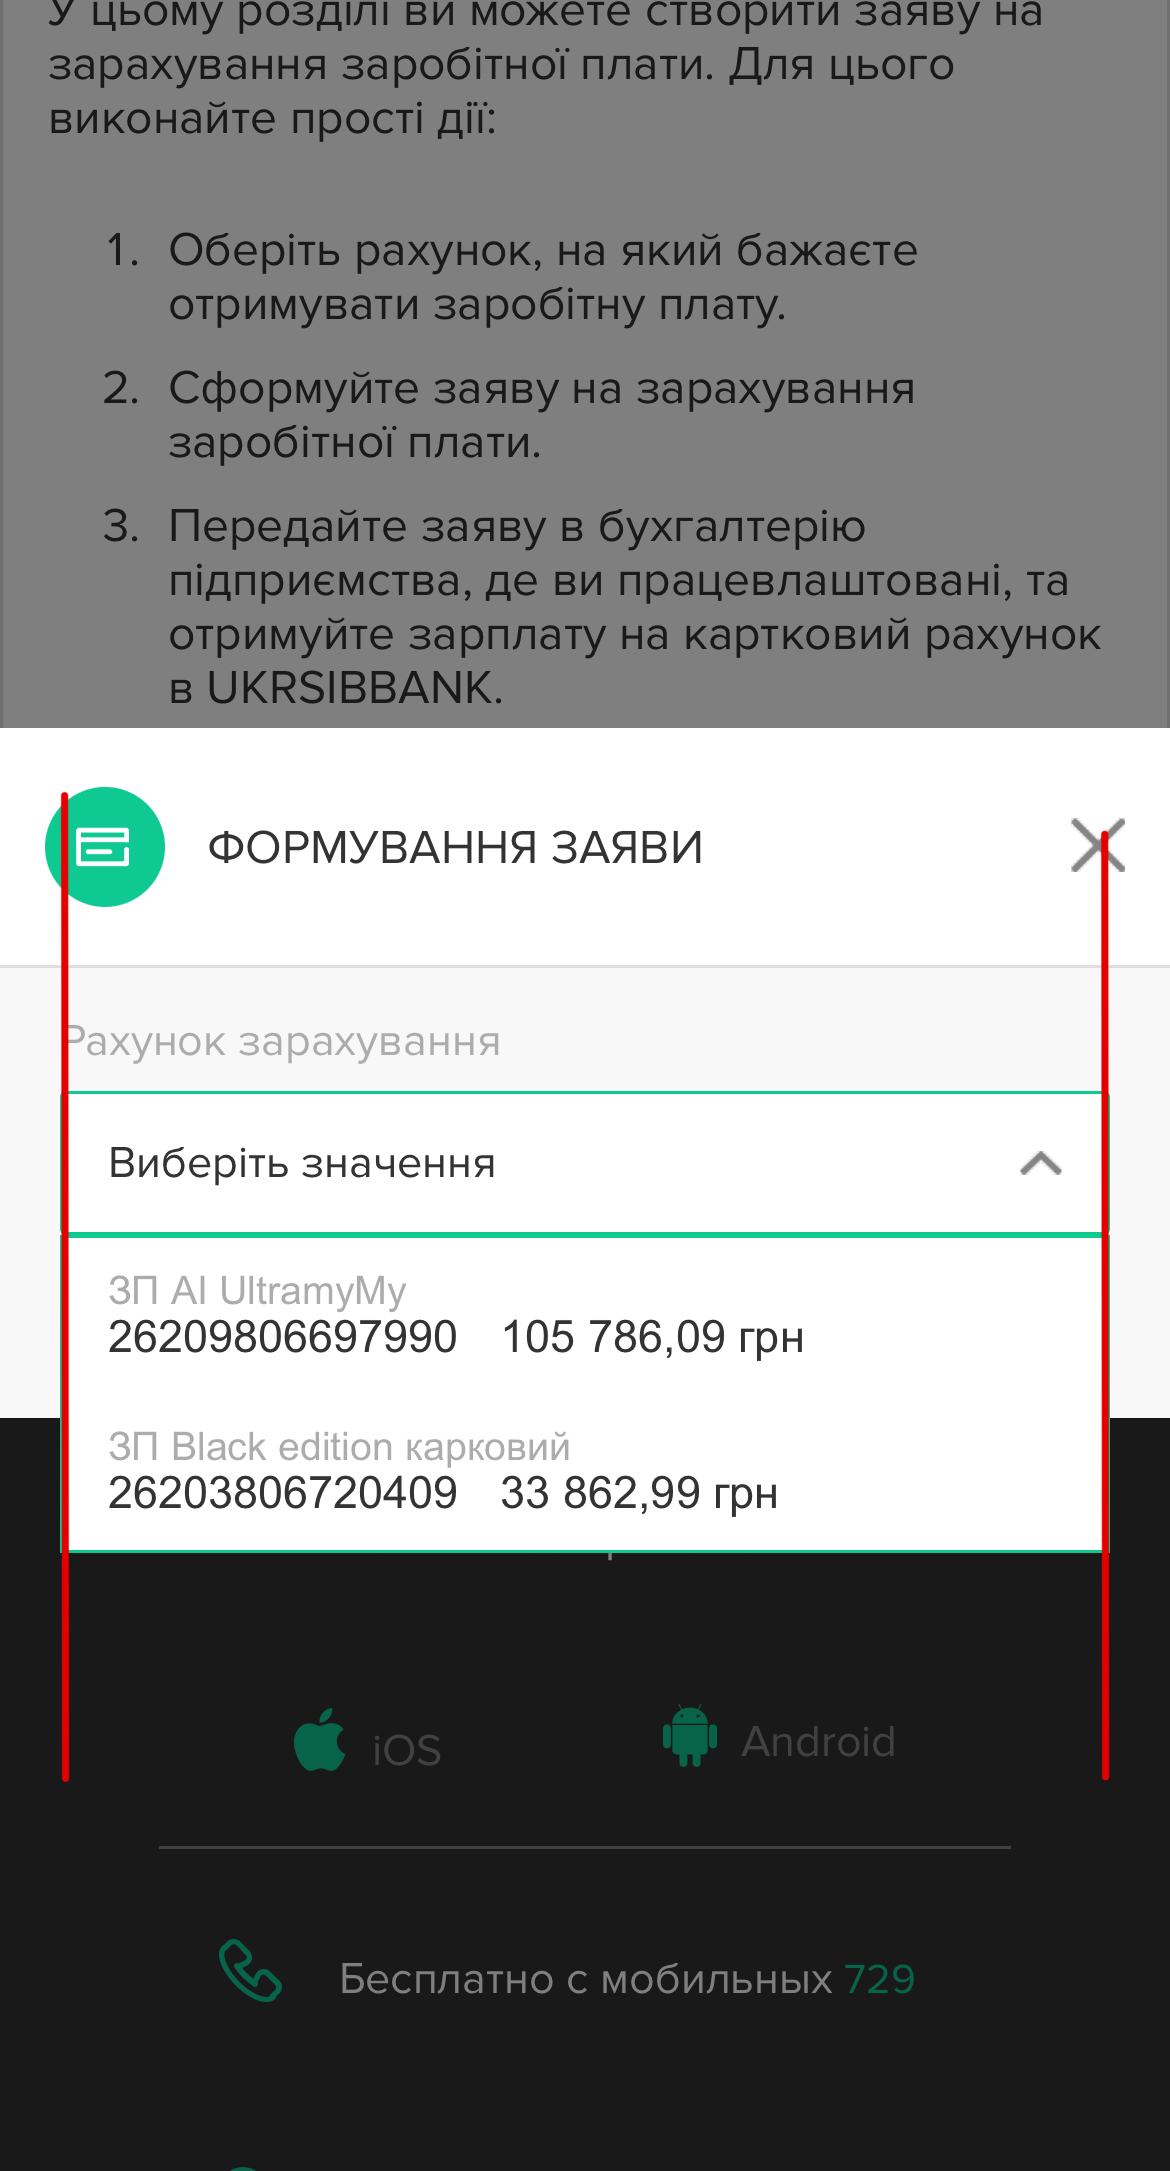 У цьому розділі ви можете створити заяву на
зарахування заробітної плати. Для цього
виконайте прості дії:
1. Оберіть рахунок, на який бажаєте
отримувати заробітну плату.
2. Сформуйте заяву на зарахування
заробітної плати.
3. Передайте заяву в бухгалтерію
підприємства, де ви працевлаштовані, та
отримуйте зарплату на картковий рахунок
в UKRSIBBANK.
ФОРМУВАННЯ ЗАЯВИ
Рахунок зарахування
Виберіть значення
ЗП AI UltramyMy
26209806697990 105 786,09 грн
ЗП Black edition карковий
26203806720409 33 862,99 грн
iOS
Android
Бесплатно с мобильных 729